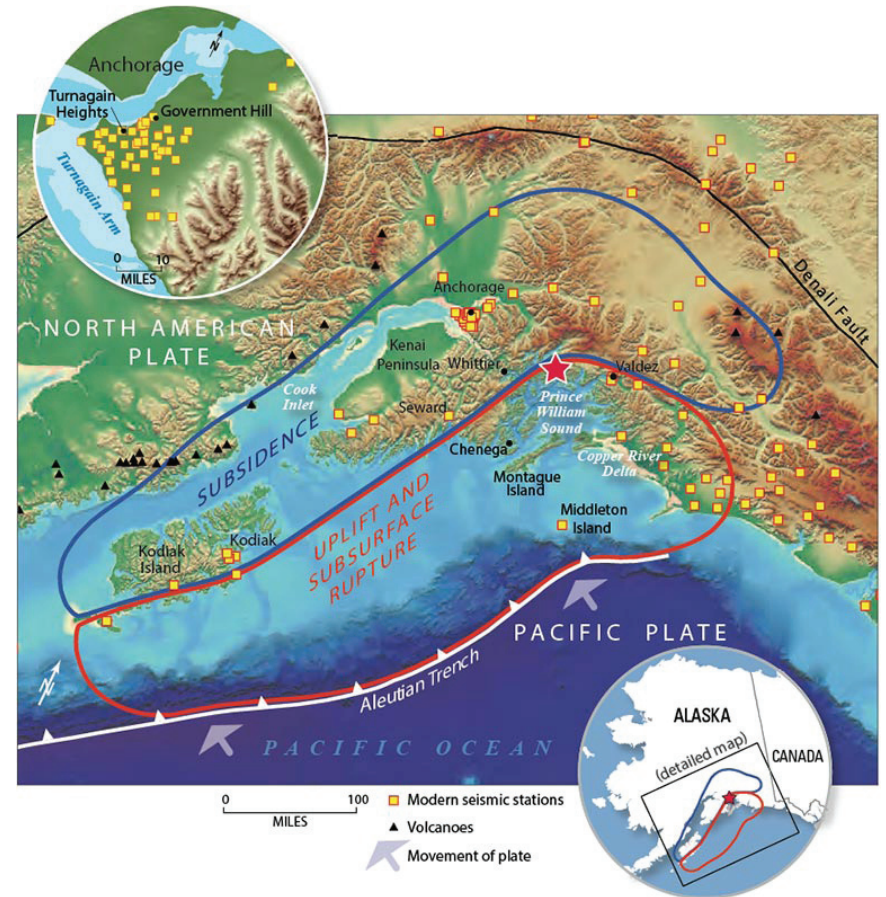 N
Anchorage
Turnagain
Heights
Government Hill
Turnagain Arm
0 10
MILES
Denali Fault
NORTH AMERICAN
PLATE
Anchorage
Kenai
Peninsula
Whittier
Valdez
Cook
Inlet
Prince
William
Sound
Seward
SUBSIDENCE
Chenega
Copper River
Delta
Montague
Island
UPLIFT AND
SUBSURFACE
RUPTURE
Middleton
Island
Kodiak
Kodiak
Island
PACIFIC PLATE
N
Aleutian Trench
PACIFIC OCEAN
ALASKA
CANADA
(detailed map)
0 100
MILES
Modern seismic stations
Volcanoes
Movement of plate